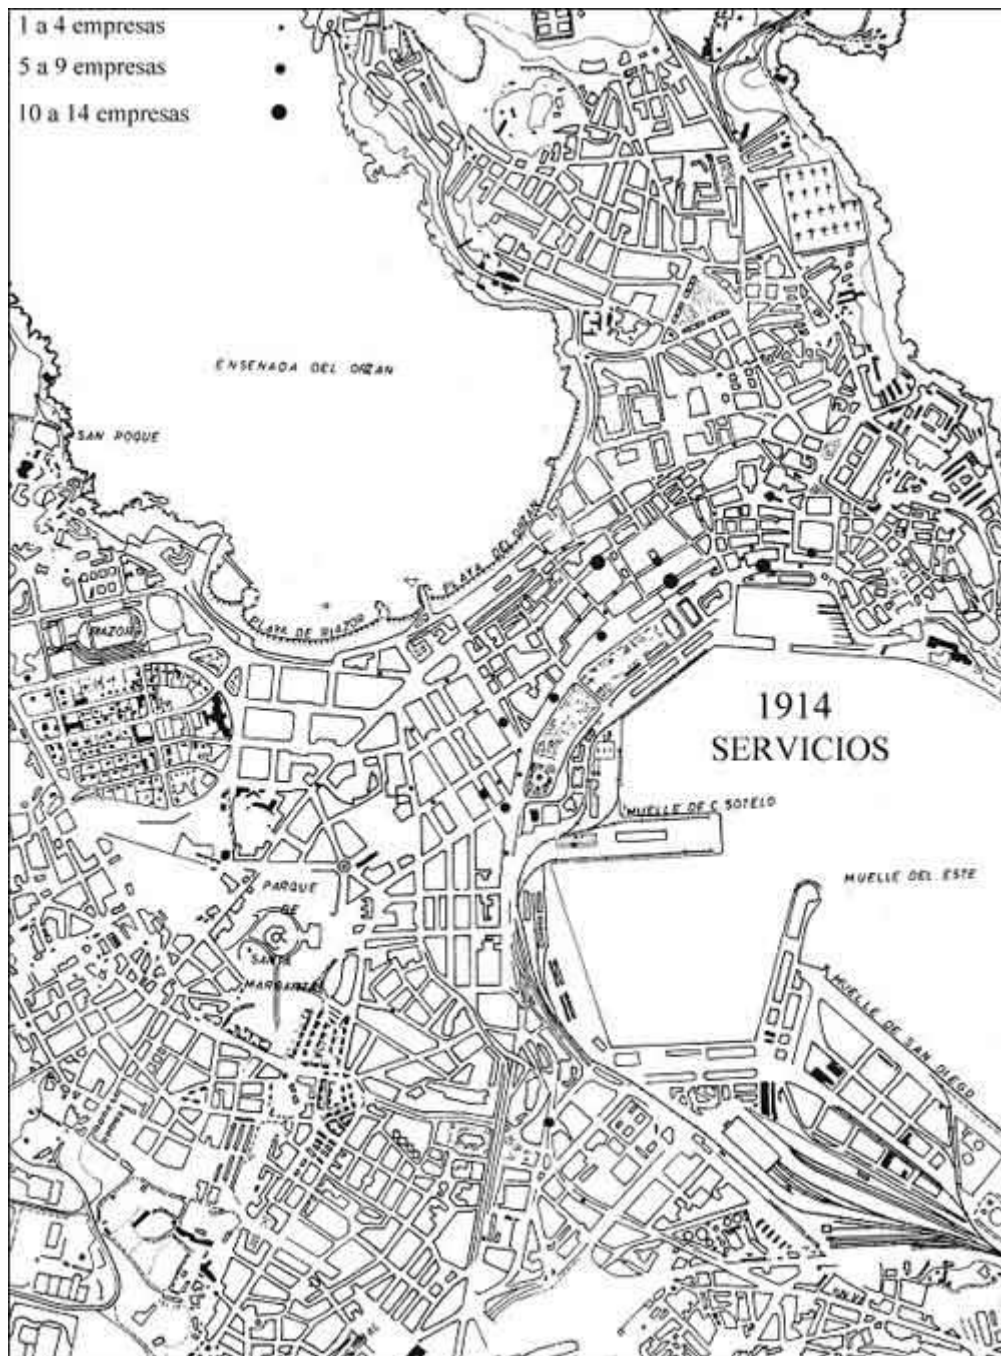 1 a 4 empresas
5 a 9 empresas
10 a 14 empresas
ENSENADA DEL ORZAN
SAN ROQUE
PLAYA DEL ORZAN
PLAYA DE RIAZOR
RIAZOR
1914
SERVICIOS
MUELLE DE C. SOTELO
MUELLE DEL ESTE
PARQUE
DE
SANTA
MARGARITA
MUELLE DE SAN DIEGO